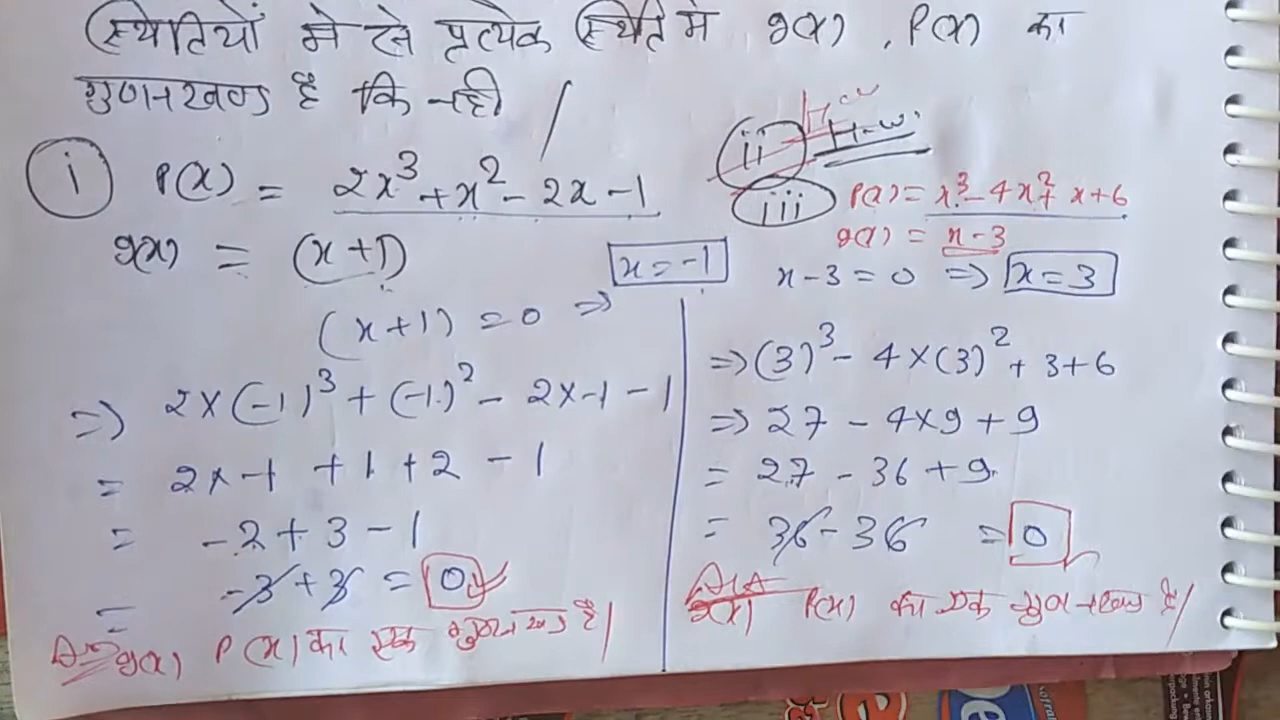 स्थितियों में से प्रत्येक स्थिति में g(x), P(x) का
गुणनखण्ड है कि नही /
i P(x) = 2x³ + x² - 2x - 1
g(x) = (x+1)
(x+1) = 0 ⇒ x = -1
⇒ 2×(-1)³ + (-1)² - 2×-1 - 1
= 2×-1 + 1 + 2 - 1
= -2 + 3 - 1
= -3 + 3 = 0
Ans g(x) P(x) का एक गुणनखण्ड है /
ii H.W.
iii P(x) = x³ - 4x² + x + 6
g(x) = x - 3
x - 3 = 0 ⇒ x = 3
⇒ (3)³ - 4×(3)² + 3 + 6
⇒ 27 - 4×9 + 9
= 27 - 36 + 9
= 36 - 36 = 0
g(x) P(x) का एक गुणनखण्ड है /